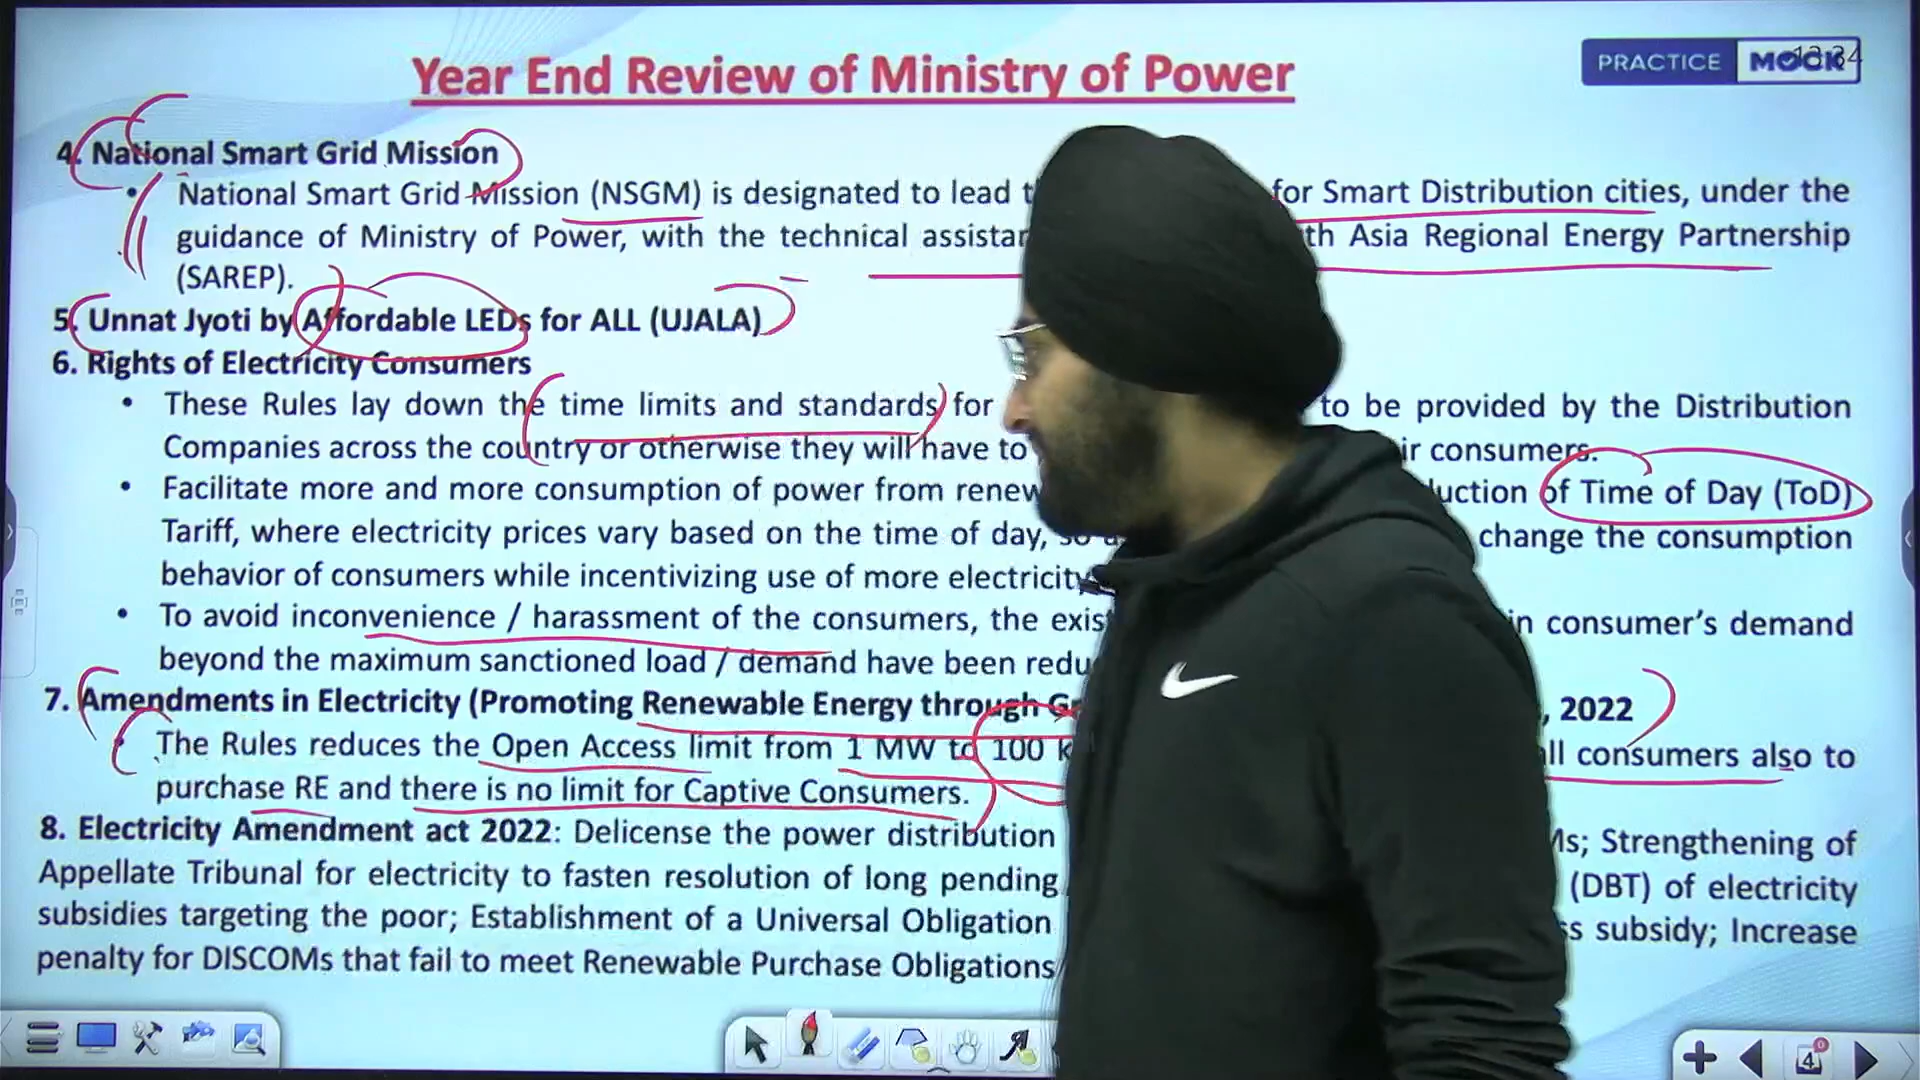 Year End Review of Ministry of Power
PRACTICE MOCK
4. National Smart Grid Mission
• National Smart Grid Mission (NSGM) is designated to lead for Smart Distribution cities, under the
guidance of Ministry of Power, with the technical Asia Regional Energy Partnership
(SAREP).
5. Unnat Jyoti by Affordable LEDs for ALL (UJALA)
6. Rights of Electricity Consumers
• These Rules lay down the time limits and standards for to be provided by the Distribution
Companies across the country or otherwise they will have to consumers.
• Facilitate more and more consumption of power from of Time of Day (ToD)
Tariff, where electricity prices vary based on the time of day, change the consumption
behavior of consumers while incentivizing use of more electricity
• To avoid inconvenience / harassment of the consumers, the in consumer’s demand
beyond the maximum sanctioned load / demand have been
7. Amendments in Electricity (Promoting Renewable Energy through , 2022
• The Rules reduces the Open Access limit from 1 MW to 100 consumers also to
purchase RE and there is no limit for Captive Consumers.
8. Electricity Amendment act 2022: Delicense the power distribution Strengthening of
Appellate Tribunal for electricity to fasten resolution of long pending (DBT) of electricity
subsidies targeting the poor; Establishment of a Universal Obligation subsidy; Increase
penalty for DISCOMs that fail to meet Renewable Purchase Obligations
4